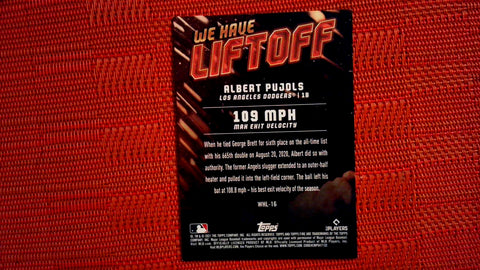 WE HAVE
LIFTOFF
ALBERT PUJOLS
LOS ANGELES DODGERS® | 1B
109 MPH
MAX EXIT VELOCITY
When he tied George Brett for sixth place on the all-time list
with his 665th double on August 20, 2020, Albert did so with
authority. The former Angels slugger extended to an outer-half
heater and pulled it into the left-field corner. The ball left his
bat at 108.8 mph – his best exit velocity of the season.
WHL-16
Topps
PLAYERS